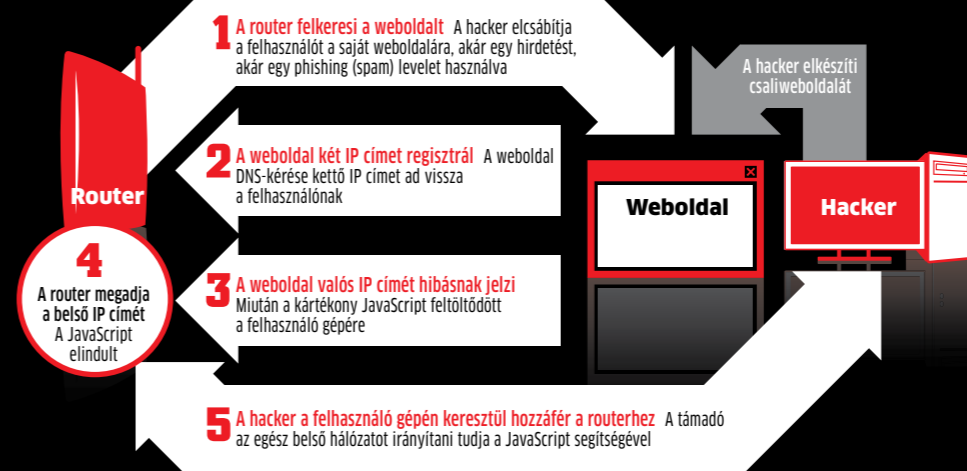 1 A router felkeresi a weboldalt A hacker elcsábítja
a felhasználót a saját weboldalára, akár egy hirdetést,
akár egy phishing (spam) levelet használva
A hacker elkészíti
csaliweboldalát
2 A weboldal két IP címet regisztrál A weboldal
DNS-kérése kettő IP címet ad vissza
a felhasználónak
Router
Weboldal
Hacker
3 A weboldal valós IP címét hibásnak jelzi
Miután a kártékony JavaScript feltöltődött
a felhasználó gépére
4
A router megadja
a belső IP címét
A JavaScript
elindult
5 A hacker a felhasználó gépén keresztül hozzáfér a routerhez A támadó
az egész belső hálózatot irányítani tudja a JavaScript segítségével